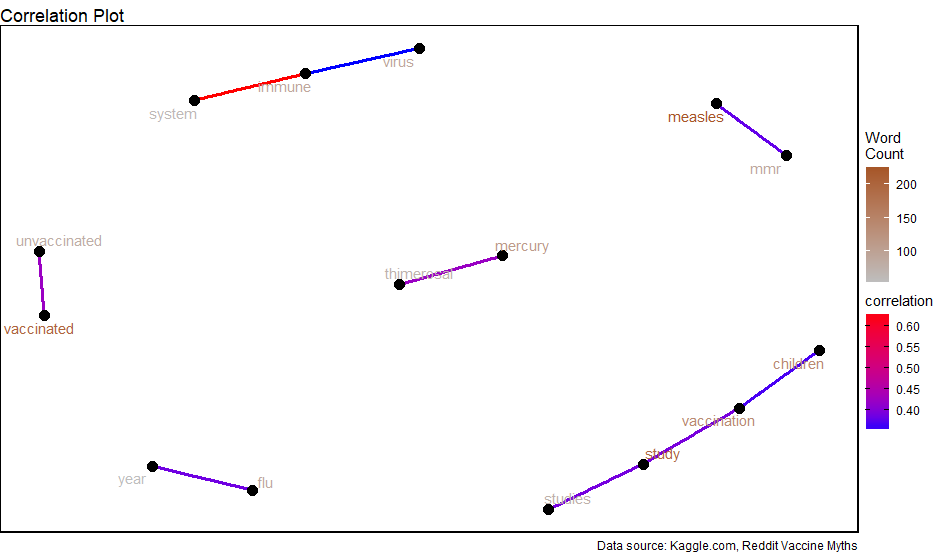 Correlation Plot
virus
immune
system
measles
mmr
unvaccinated
vaccinated
mercury
thimerosal
children
vaccination
study
studies
year
flu
Word
Count
200
150
100
correlation
0.60
0.55
0.50
0.45
0.40
Data source: Kaggle.com, Reddit Vaccine Myths